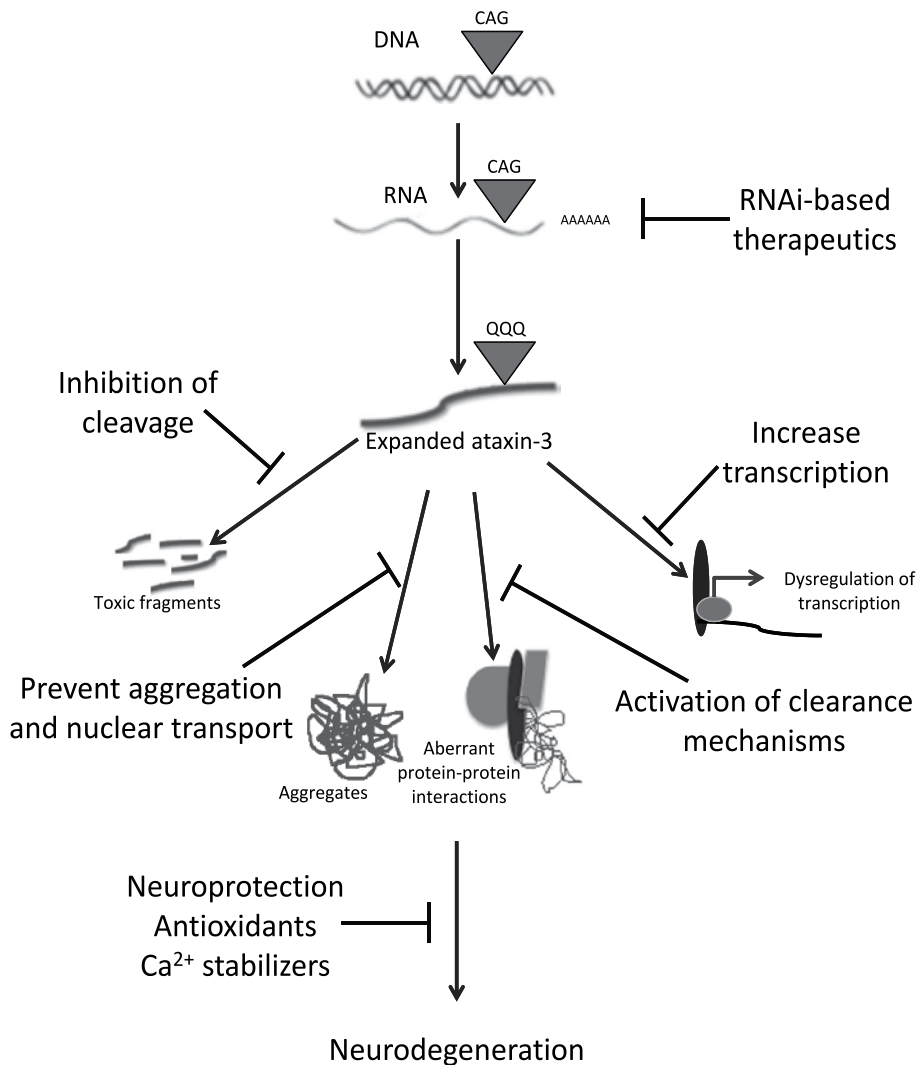 CAG
DNA
CAG
RNA
AAAAAA
RNAi-based
therapeutics
QQQ
Inhibition of
cleavage
Expanded ataxin-3
Increase
transcription
Toxic fragments
Dysregulation of
transcription
Prevent aggregation
and nuclear transport
Activation of clearance
mechanisms
Aggregates
Aberrant
protein-protein
interactions
Neuroprotection
Antioxidants
Ca²⁺ stabilizers
Neurodegeneration